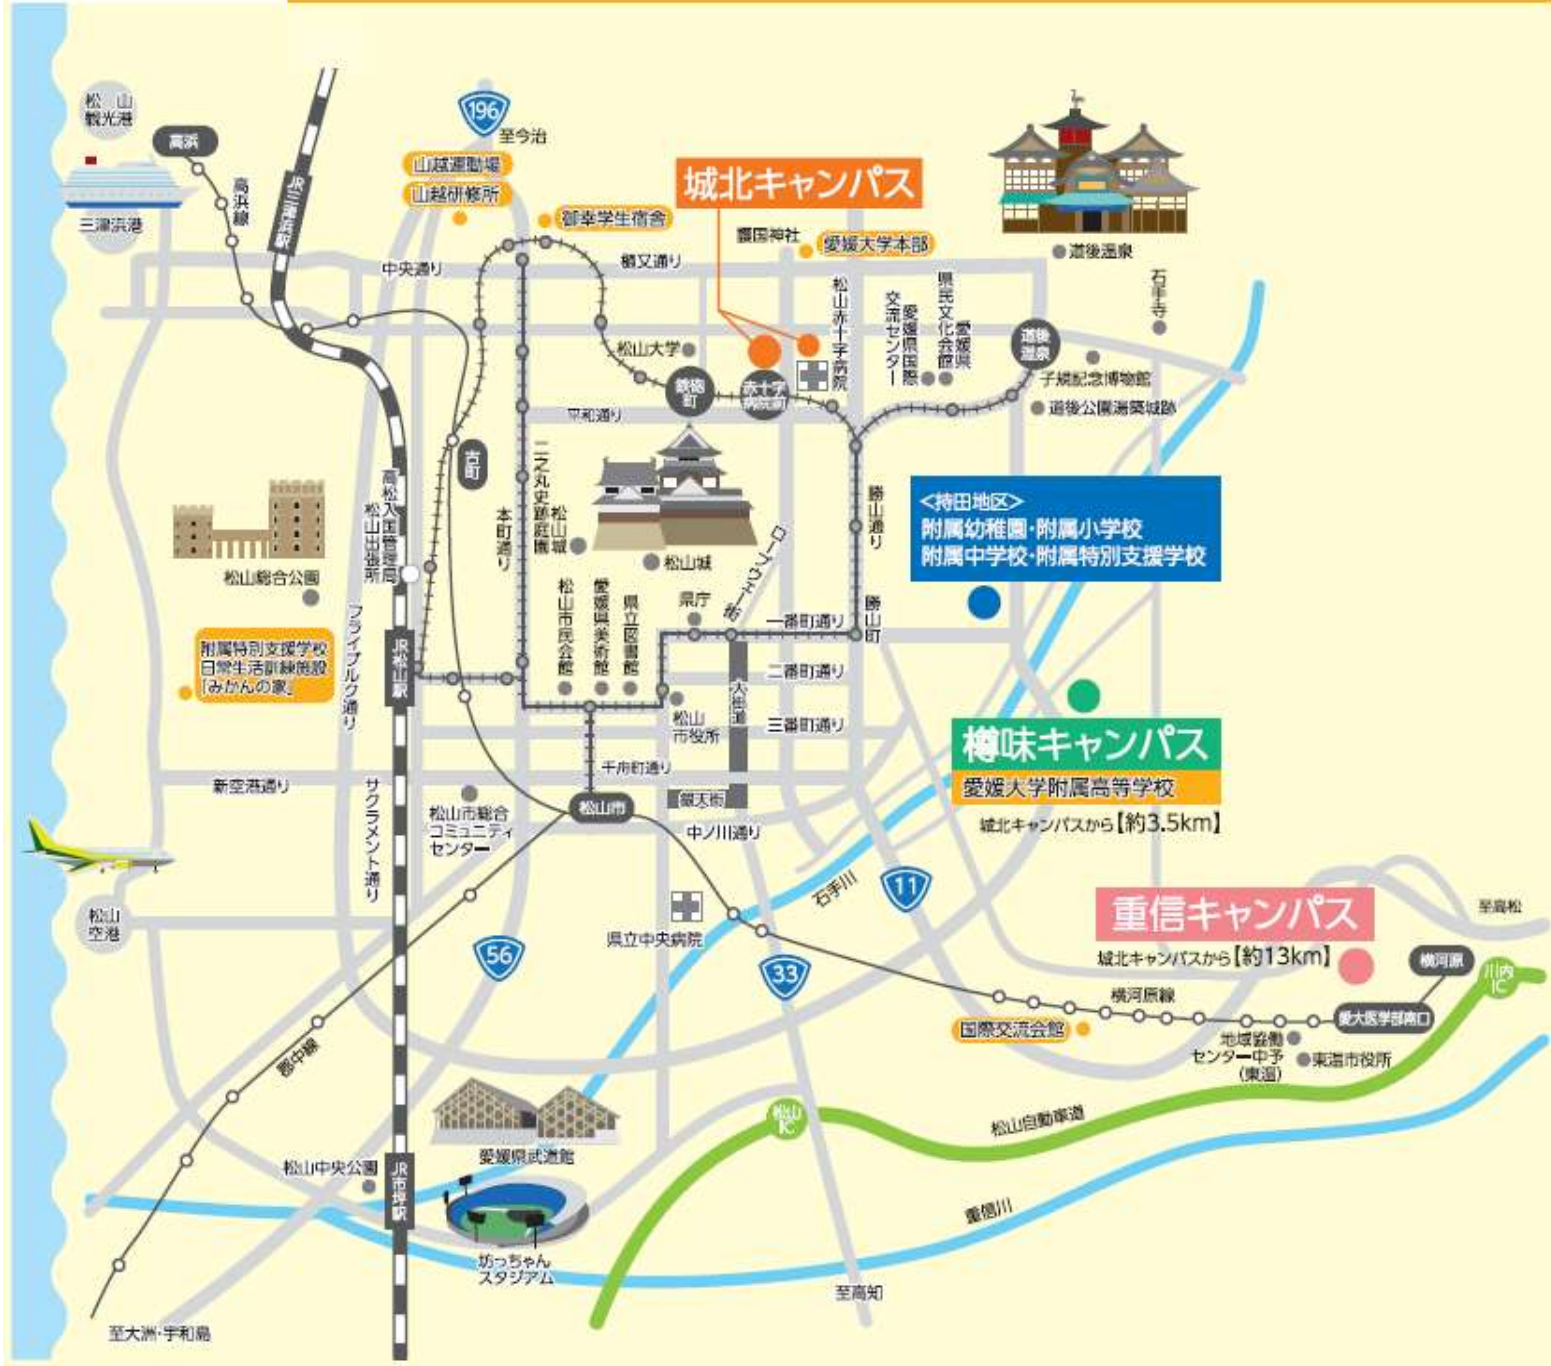 松山
観光港
高浜
高浜線
三津浜港
JR三津浜駅
196
至今治
山越運動場
山越研修所
御幸学生宿舎
城北キャンパス
護国神社
愛媛大学本部
道後温泉
中央通り
樋又通り
松山赤十字病院
愛媛県国際
交流センター
愛媛県
県民文化会館
石手寺
松山大学
鉄砲
町
赤十字
病院前
道後
温泉
子規記念博物館
道後公園湯築城跡
平和通り
古町
高松入国管理局
松山出張所
本町通り
松山城
二之丸史跡庭園
松山城
ロープウェー街
勝山通り
<持田地区>
附属幼稚園・附属小学校
附属中学校・附属特別支援学校
松山総合公園
フライブルク通り
附属特別支援学校
日常生活訓練施設
「みかんの家」
JR松山駅
松山市民会館
愛媛県美術館
県立図書館
県庁
一番町通り
勝山町
二番町通り
大街道
松山
市役所
三番町通り
樽味キャンパス
愛媛大学附属高等学校
城北キャンパスから【約3.5km】
新空港通り
サクラメント通り
千舟町通り
松山市総合
コミュニティ
センター
松山市
銀天街
中ノ川通り
石手川
11
松山
空港
県立中央病院
56
33
重信キャンパス
城北キャンパスから【約13km】
至高松
横河原
川内
IC
横河原線
愛大医学部南口
国際交流会館
地域協働
センター中予
(東温)
東温市役所
郡中線
松山
IC
松山自動車道
愛媛県武道館
松山中央公園
JR市坪駅
重信川
坊っちゃん
スタジアム
至高知
至大洲・宇和島